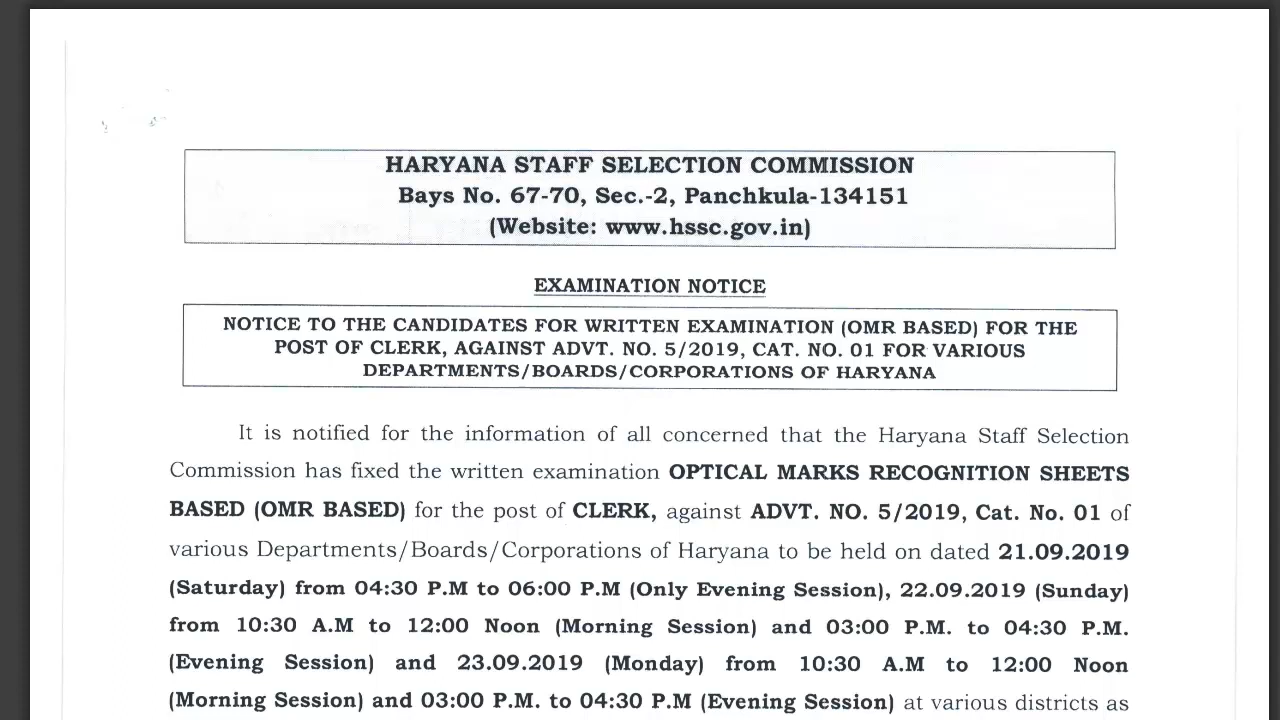 HARYANA STAFF SELECTION COMMISSION
Bays No. 67-70, Sec.-2, Panchkula-134151
(Website: www.hssc.gov.in)
EXAMINATION NOTICE
NOTICE TO THE CANDIDATES FOR WRITTEN EXAMINATION (OMR BASED) FOR THE
POST OF CLERK, AGAINST ADVT. NO. 5/2019, CAT. NO. 01 FOR VARIOUS
DEPARTMENTS/BOARDS/CORPORATIONS OF HARYANA
It is notified for the information of all concerned that the Haryana Staff Selection
Commission has fixed the written examination OPTICAL MARKS RECOGNITION SHEETS
BASED (OMR BASED) for the post of CLERK, against ADVT. NO. 5/2019, Cat. No. 01 of
various Departments/Boards/Corporations of Haryana to be held on dated 21.09.2019
(Saturday) from 04:30 P.M to 06:00 P.M (Only Evening Session), 22.09.2019 (Sunday)
from 10:30 A.M to 12:00 Noon (Morning Session) and 03:00 P.M. to 04:30 P.M.
(Evening Session) and 23.09.2019 (Monday) from 10:30 A.M to 12:00 Noon
(Morning Session) and 03:00 P.M. to 04:30 P.M (Evening Session) at various districts as